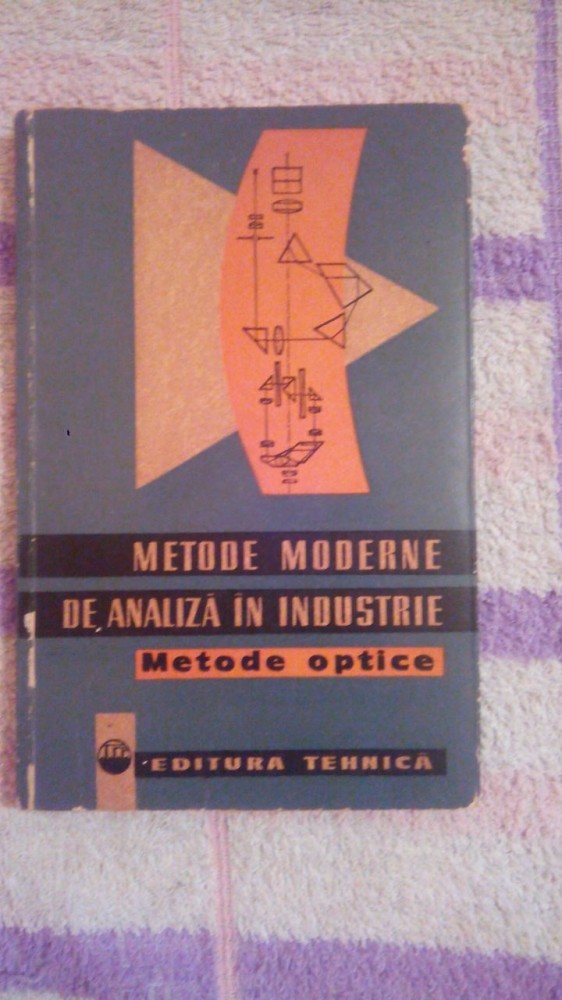 METODE MODERNE
DE ANALIZĂ ÎN INDUSTRIE
Metode optice
EDITURA TEHNICĂ